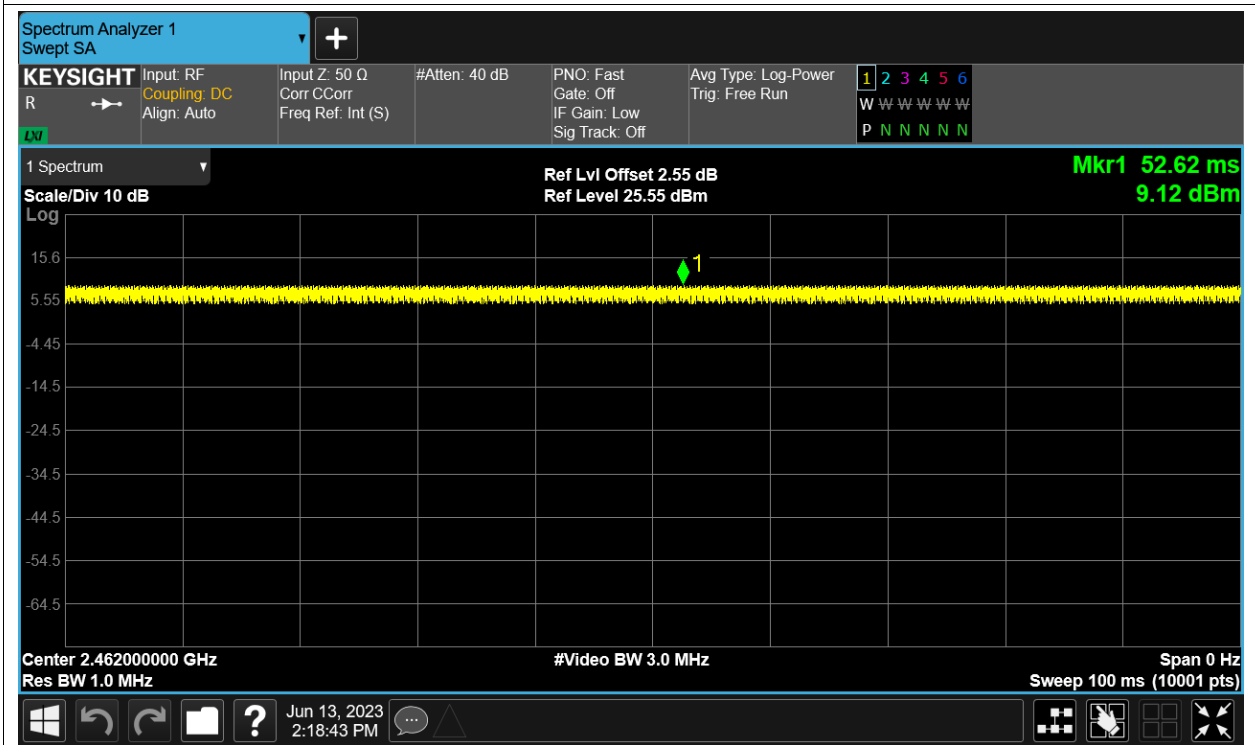 Spectrum Analyzer 1
Swept SA
KEYSIGHT
R
LXI
Input: RF
Coupling: DC
Align: Auto
Input Z: 50 Ω
Corr CCorr
Freq Ref: Int (S)
#Atten: 40 dB
PNO: Fast
Gate: Off
IF Gain: Low
Sig Track: Off
Avg Type: Log-Power
Trig: Free Run
1 2 3 4 5 6
W W W W W W
P N N N N N
1 Spectrum
Scale/Div 10 dB
Ref Lvl Offset 2.55 dB
Ref Level 25.55 dBm
Mkr1 52.62 ms
9.12 dBm
Log
15.6
5.55
-4.45
-14.5
-24.5
-34.5
-44.5
-54.5
-64.5
1
Center 2.462000000 GHz
#Video BW 3.0 MHz
Span 0 Hz
Res BW 1.0 MHz
Sweep 100 ms (10001 pts)
?
Jun 13, 2023
2:18:43 PM